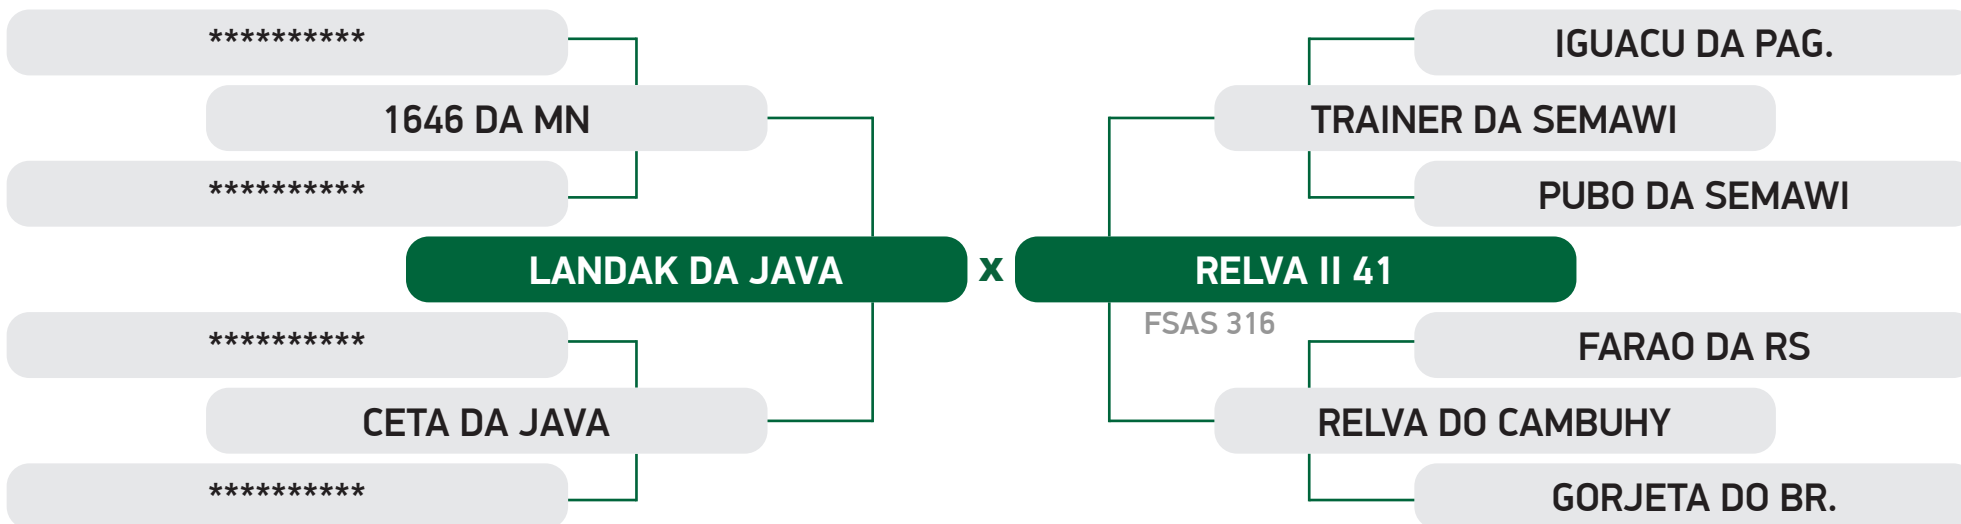 ********** IGUACU DA PAG.
1646 DA MN TRAINER DA SEMAWI
********** PUBO DA SEMAWI
LANDAK DA JAVA x RELVA II 41
FSAS 316
********** FARAO DA RS
CETA DA JAVA RELVA DO CAMBUHY
********** GORJETA DO BR.